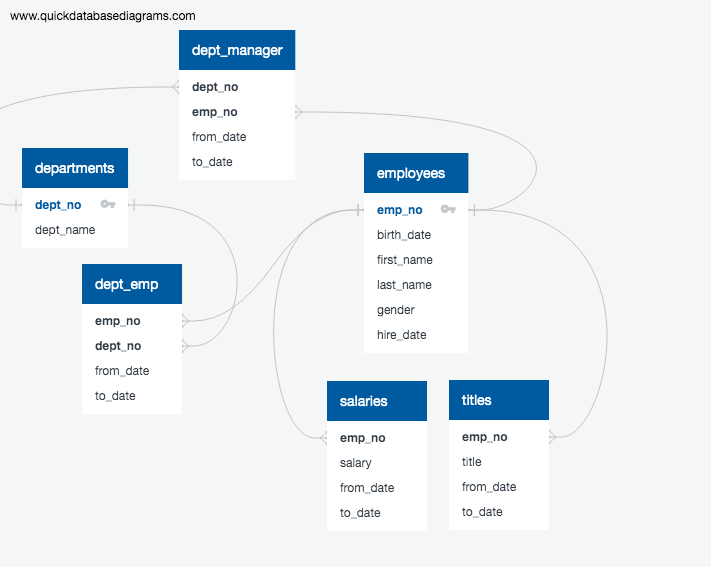 www.quickdatabasediagrams.com
dept_manager
dept_no
emp_no
from_date
to_date
departments
dept_no
dept_name
employees
emp_no
birth_date
first_name
last_name
gender
hire_date
dept_emp
emp_no
dept_no
from_date
to_date
salaries
emp_no
salary
from_date
to_date
titles
emp_no
title
from_date
to_date